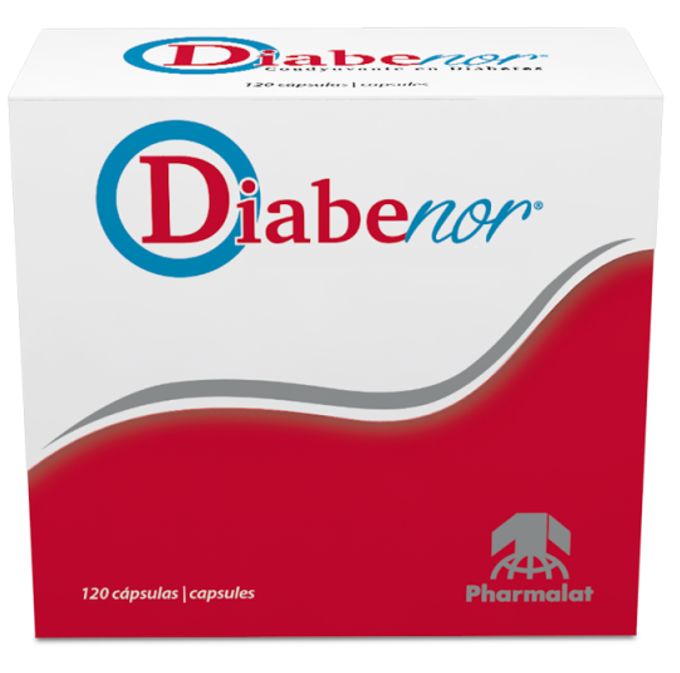 Diabenor®
Coadyuvante en Diabetes
120 cápsulas | capsules
Diabenor®
120 cápsulas | capsules
Pharmalat